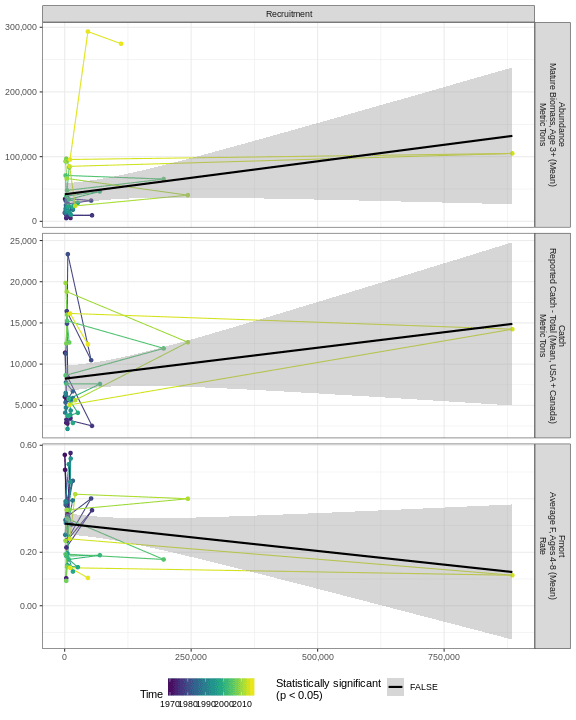 Recruitment
300,000
200,000
100,000
0
Abundance
Mature Biomass, Age 3+ (Mean)
Metric Tons
25,000
20,000
15,000
10,000
5,000
Catch
Reported Catch - Total (Mean, USA + Canada)
Metric Tons
0.60
0.40
0.20
0.00
Fmort
Average F, Ages 4-8 (Mean)
Rate
0 250,000 500,000 750,000
Time
1970 1980 1990 2000 2010
Statistically significant
(p < 0.05)
FALSE